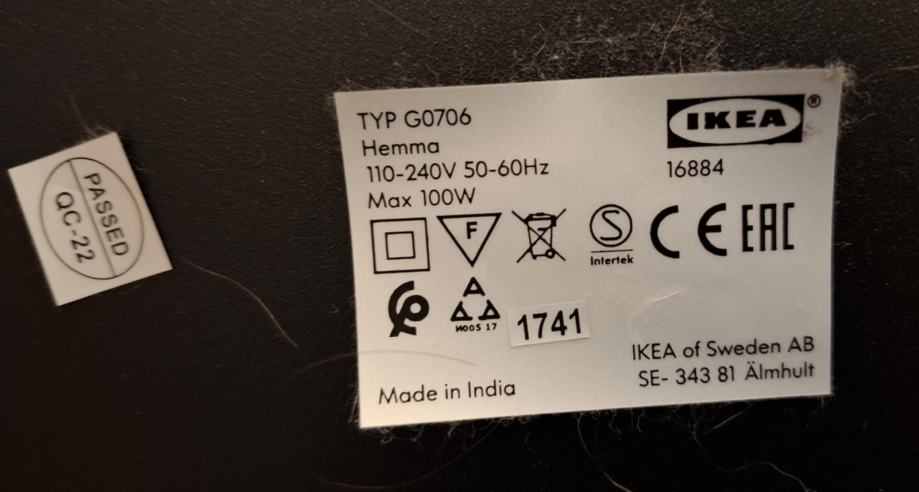 PASSED
QC-22
TYP G0706
Hemma
110-240V 50-60Hz
Max 100W
IKEA®
16884
F
S
Intertek
CE EAC
И005 17
1741
Made in India
IKEA of Sweden AB
SE- 343 81 Älmhult